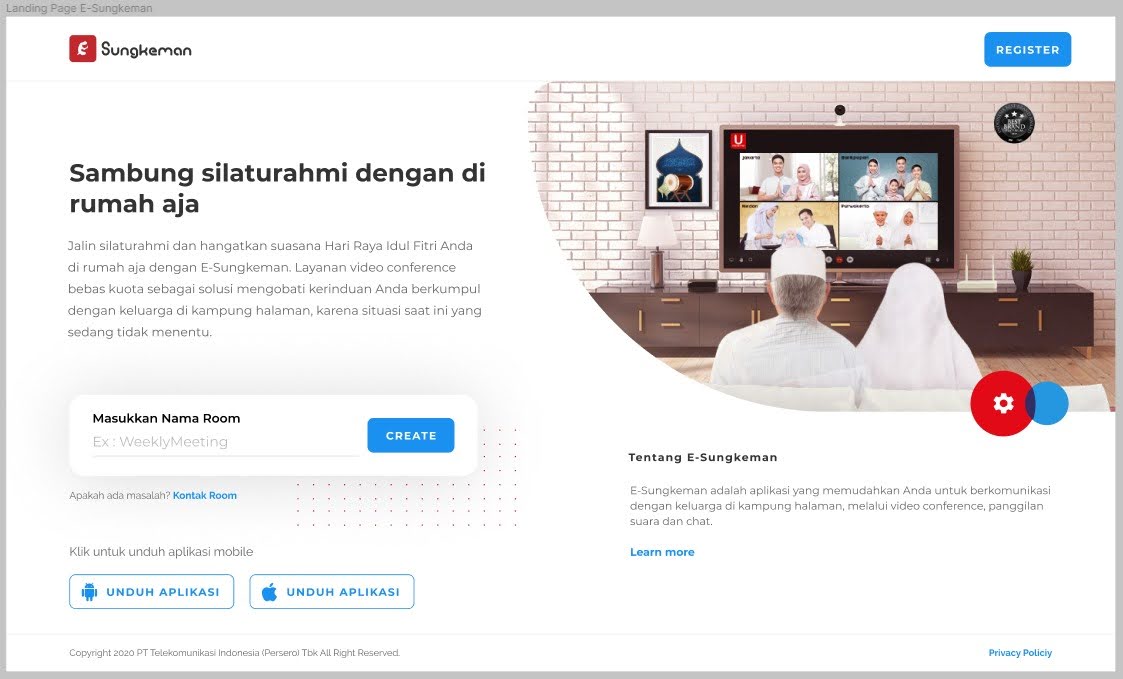 Landing Page E-Sungkeman
E Sungkeman
REGISTER
Sambung silaturahmi dengan di
rumah aja
Jalin silaturahmi dan hangatkan suasana Hari Raya Idul Fitri Anda
di rumah aja dengan E-Sungkeman. Layanan video conference
bebas kuota sebagai solusi mengobati kerinduan Anda berkumpul
dengan keluarga di kampung halaman, karena situasi saat ini yang
sedang tidak menentu.
U
Jakarta
Balikpapan
Medan
Purwokerto
BEST
BRAND
Masukkan Nama Room
Ex : WeeklyMeeting
CREATE
Apakah ada masalah? Kontak Room
Klik untuk unduh aplikasi mobile
UNDUH APLIKASI
UNDUH APLIKASI
Tentang E-Sungkeman
E-Sungkeman adalah aplikasi yang memudahkan Anda untuk berkomunikasi
dengan keluarga di kampung halaman, melalui video conference, panggilan
suara dan chat.
Learn more
Copyright 2020 PT Telekomunikasi Indonesia (Persero) Tbk All Right Reserved.
Privacy Policiy